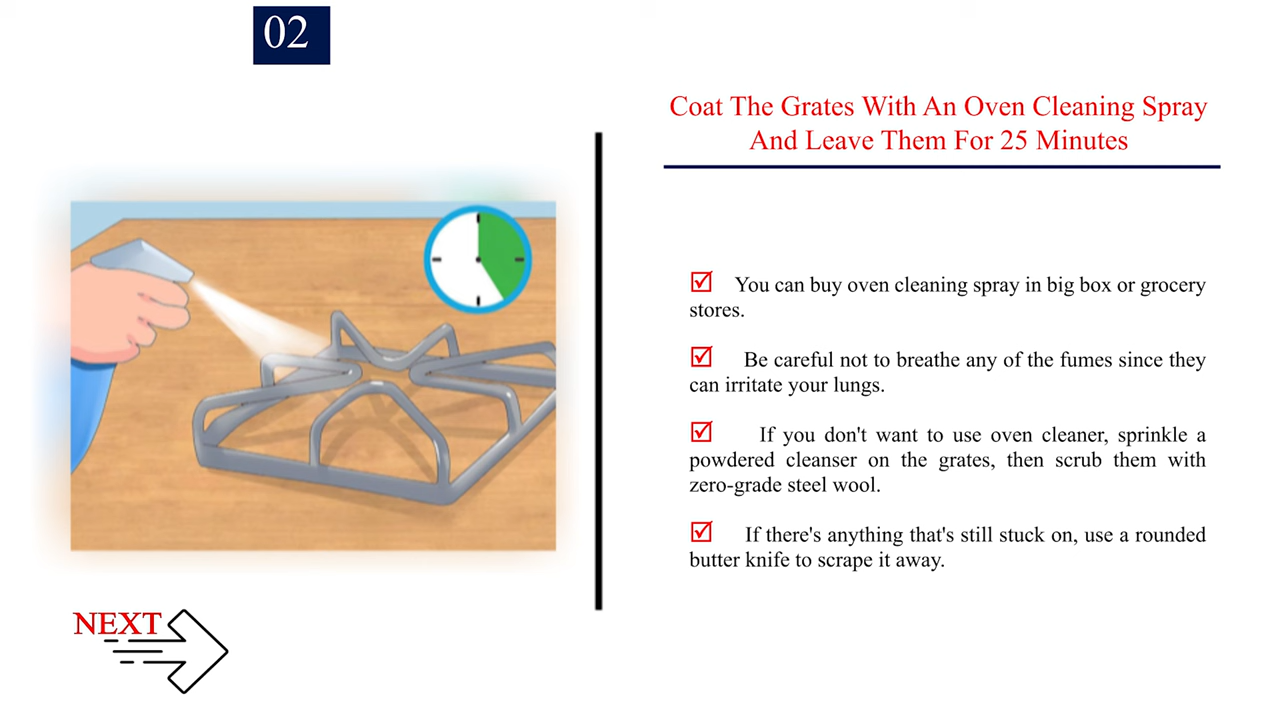 02
Coat The Grates With An Oven Cleaning Spray
And Leave Them For 25 Minutes
You can buy oven cleaning spray in big box or grocery
stores.
Be careful not to breathe any of the fumes since they
can irritate your lungs.
If you don't want to use oven cleaner, sprinkle a
powdered cleanser on the grates, then scrub them with
zero-grade steel wool.
If there's anything that's still stuck on, use a rounded
butter knife to scrape it away.
NEXT